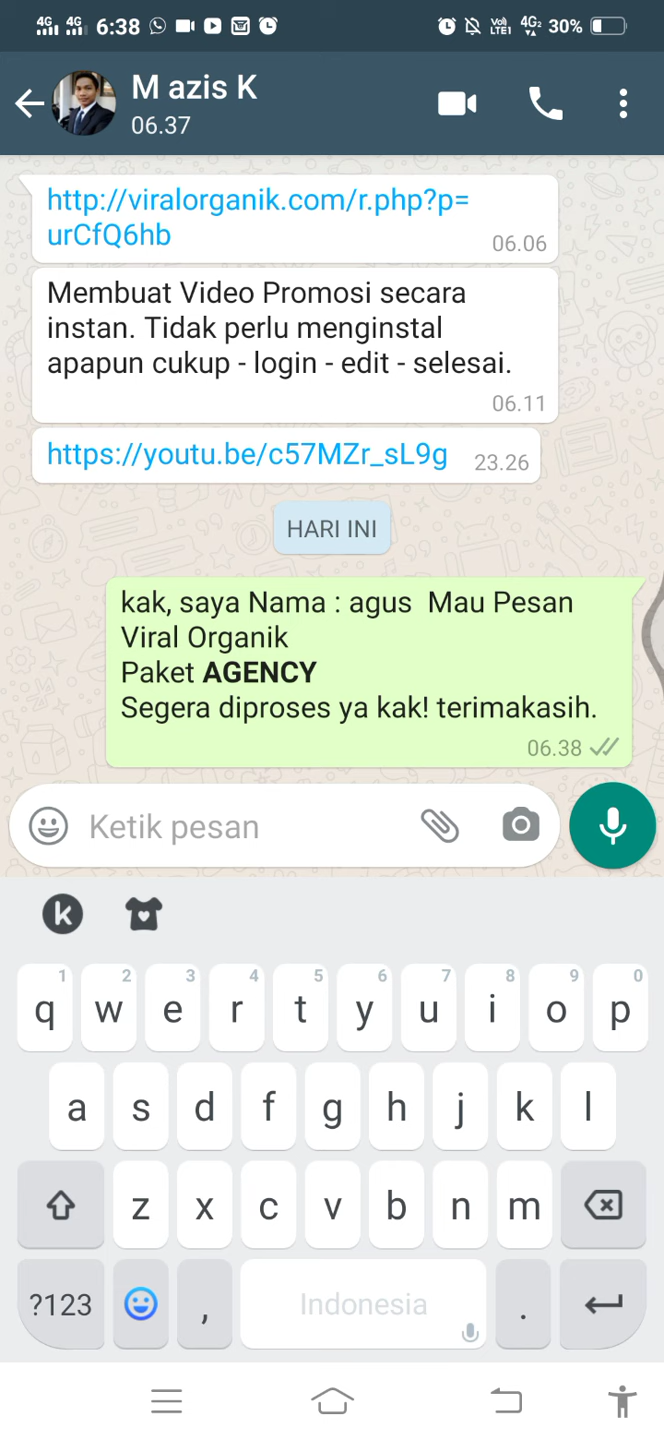 4G 4G 6:38 Vo) LTE1 4G2 30%
M azis K
06.37
http://viralorganik.com/r.php?p=
urCfQ6hb
06.06
Membuat Video Promosi secara
instan. Tidak perlu menginstal
apapun cukup - login - edit - selesai.
06.11
https://youtu.be/c57MZr_sL9g 23.26
HARI INI
kak, saya Nama : agus Mau Pesan
Viral Organik
Paket AGENCY
Segera diproses ya kak! terimakasih.
06.38
Ketik pesan
k
1 2 3 4 5 6 7 8 9 0
q w e r t y u i o p
a s d f g h j k l
z x c v b n m
?123 , Indonesia .